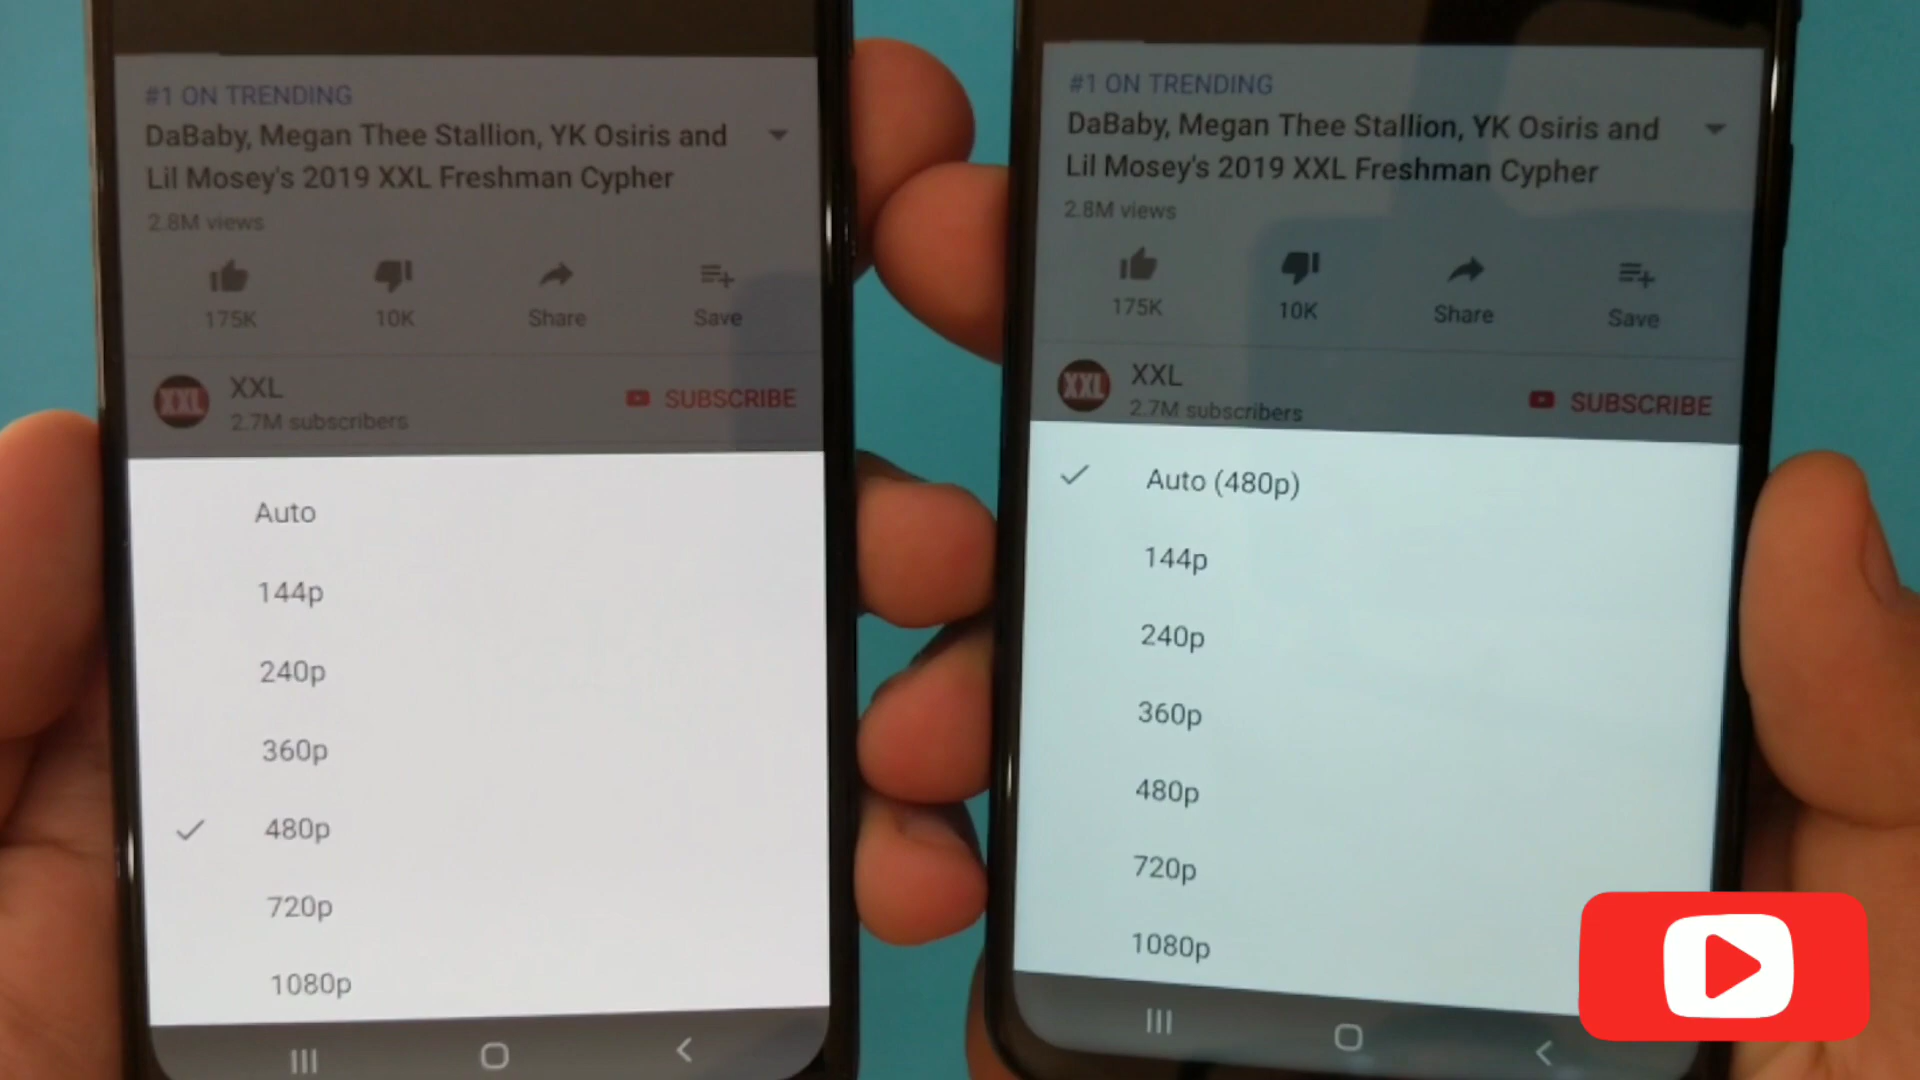 #1 ON TRENDING
DaBaby, Megan Thee Stallion, YK Osiris and
Lil Mosey's 2019 XXL Freshman Cypher
2.8M views
175K
10K
Share
Save
XXL
XXL
2.7M subscribers
SUBSCRIBE
Auto
144p
240p
360p
480p
720p
1080p
#1 ON TRENDING
DaBaby, Megan Thee Stallion, YK Osiris and
Lil Mosey's 2019 XXL Freshman Cypher
2.8M views
175K
10K
Share
Save
XXL
XXL
2.7M subscribers
SUBSCRIBE
Auto (480p)
144p
240p
360p
480p
720p
1080p